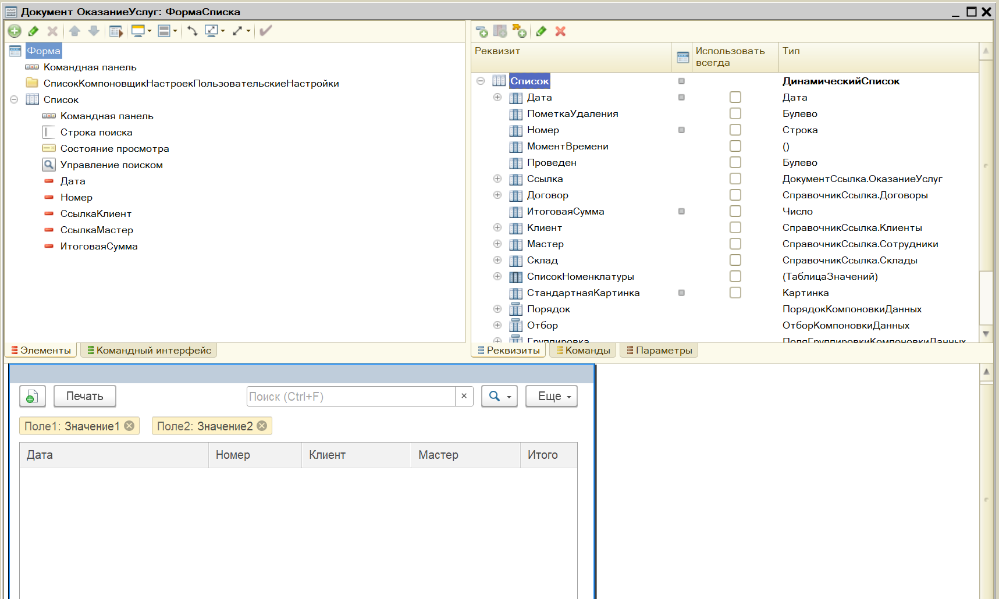 Документ ОказаниеУслуг: ФормаСписка
Форма
Командная панель
СписокКомпоновщикНастроекПользовательскиеНастройки
Список
Командная панель
Строка поиска
Состояние просмотра
Управление поиском
Дата
Номер
СсылкаКлиент
СсылкаМастер
ИтоговаяСумма
Элементы
Командный интерфейс
Реквизит
Использовать
всегда
Тип
Список ДинамическийСписок
Дата Дата
ПометкаУдаления Булево
Номер Строка
МоментВремени ()
Проведен Булево
Ссылка ДокументСсылка.ОказаниеУслуг
Договор СправочникСсылка.Договоры
ИтоговаяСумма Число
Клиент СправочникСсылка.Клиенты
Мастер СправочникСсылка.Сотрудники
Склад СправочникСсылка.Склады
СписокНоменклатуры (ТаблицаЗначений)
СтандартнаяКартинка Картинка
Порядок ПорядокКомпоновкиДанных
Отбор ОтборКомпоновкиДанных
Группировка ПоляГруппировкиКомпоновкиДанных
Реквизиты
Команды
Параметры
Печать
Поиск (Ctrl+F)
×
Еще
Поле1: Значение1
Поле2: Значение2
Дата Номер Клиент Мастер Итого